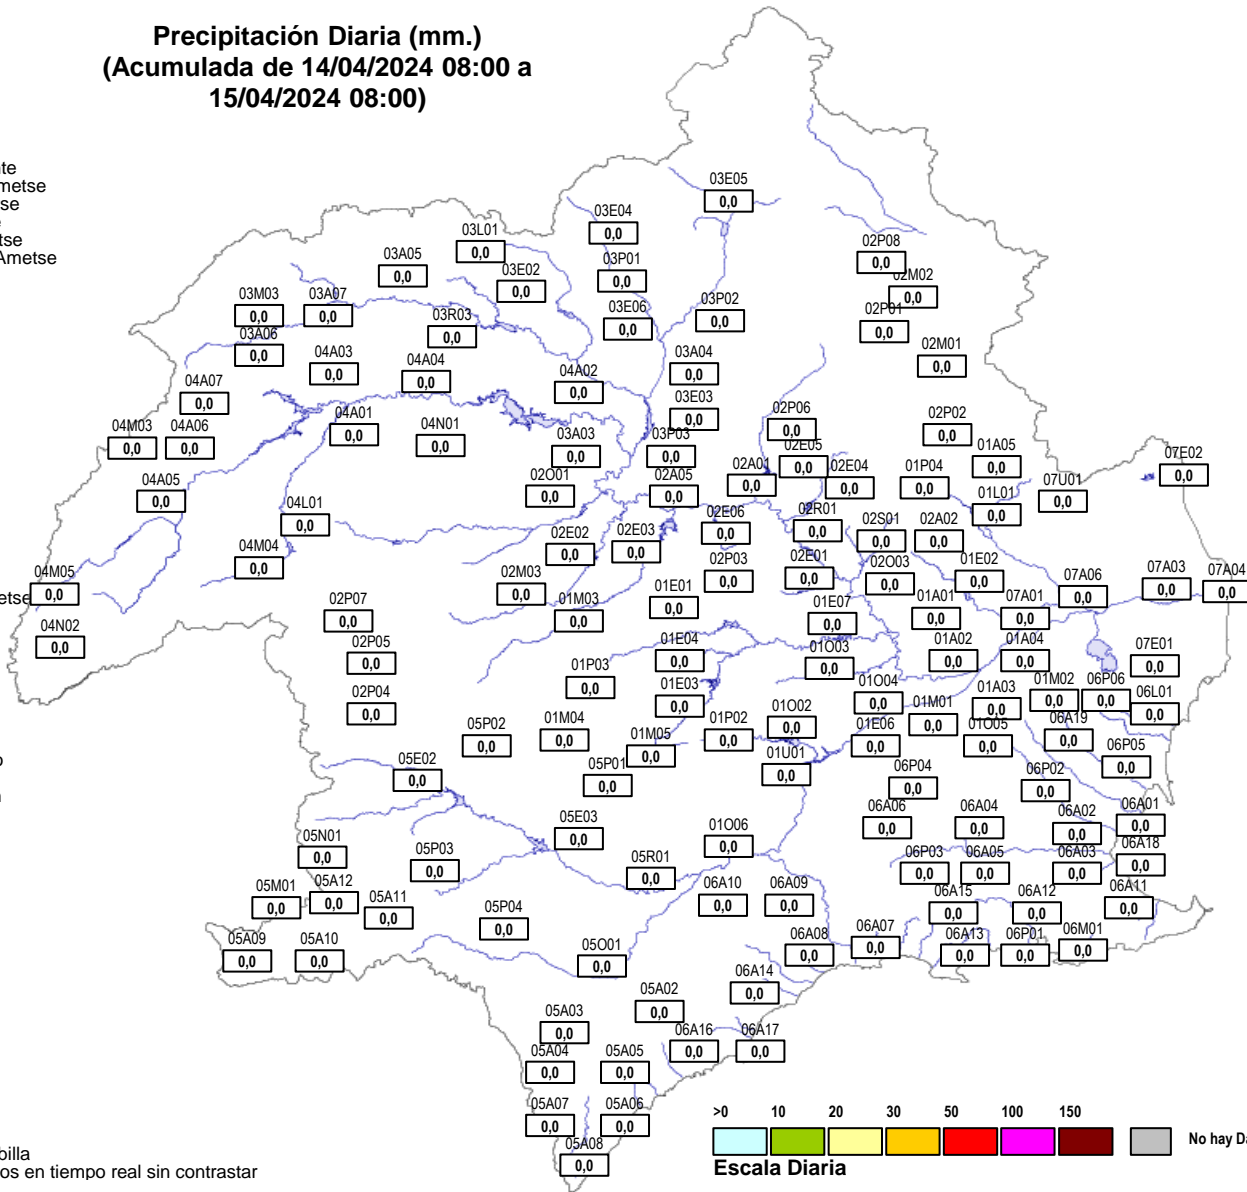 Precipitación Diaria (mm.)
(Acumulada de 14/04/2024 08:00 a
15/04/2024 08:00)
nte
metse
se
e
tse
Ametse
03E05
0,0
03E04
0,0
03L01
0,0
03A05
0,0
03P01
0,0
03E02
0,0
02P08
0,0
02M02
0,0
03M03
0,0
03A07
0,0
03R03
0,0
03E06
0,0
03P02
0,0
02P01
0,0
03A06
0,0
04A03
0,0
04A04
0,0
04A02
0,0
03A04
0,0
02M01
0,0
04A07
0,0
03E03
0,0
04M03
0,0
04A06
0,0
04A01
0,0
04N01
0,0
03A03
0,0
03P03
0,0
02P06
0,0
02E05
0,0
02P02
0,0
01A05
0,0
07E02
0,0
04A05
0,0
02O01
0,0
02A05
0,0
02A01
0,0
02E04
0,0
01P04
0,0
01L01
0,0
07U01
0,0
04L01
0,0
02E02
0,0
02E03
0,0
02E06
0,0
02R01
0,0
02S01
0,0
02A02
0,0
04M04
0,0
04M05
0,0
etse
02M03
0,0
01M03
0,0
01E01
0,0
02P03
0,0
02E01
0,0
02O03
0,0
01E02
0,0
07A06
0,0
07A03
0,0
07A04
0,0
04N02
0,0
02P07
0,0
01E07
0,0
01A01
0,0
07A01
0,0
02P05
0,0
01P03
0,0
01E04
0,0
01O03
0,0
01A02
0,0
01A04
0,0
07E01
0,0
02P04
0,0
01E03
0,0
01O04
0,0
01A03
0,0
01M02
0,0
06P06
0,0
06L01
0,0
05P02
0,0
01M04
0,0
01M05
0,0
01P02
0,0
01O02
0,0
01E06
0,0
01M01
0,0
01O05
0,0
06A19
0,0
06P05
0,0
o
05E02
0,0
05P01
0,0
01U01
0,0
06P04
0,0
06P02
0,0
05N01
0,0
05E03
0,0
01O06
0,0
06A06
0,0
06A04
0,0
06A02
0,0
06A01
0,0
05P03
0,0
05R01
0,0
06P03
0,0
06A05
0,0
06A03
0,0
06A18
0,0
05M01
0,0
05A12
0,0
05A11
0,0
05P04
0,0
06A10
0,0
06A09
0,0
06A15
0,0
06A12
0,0
06A11
0,0
05A09
0,0
05A10
0,0
05O01
0,0
06A08
0,0
06A07
0,0
06A13
0,0
06P01
0,0
06M01
0,0
05A02
0,0
06A14
0,0
05A03
0,0
06A16
0,0
06A17
0,0
05A04
0,0
05A05
0,0
05A07
0,0
05A06
0,0
05A08
0,0
>0 10 20 30 50 100 150
No hay Da
Escala Diaria
billa
os en tiempo real sin contrastar